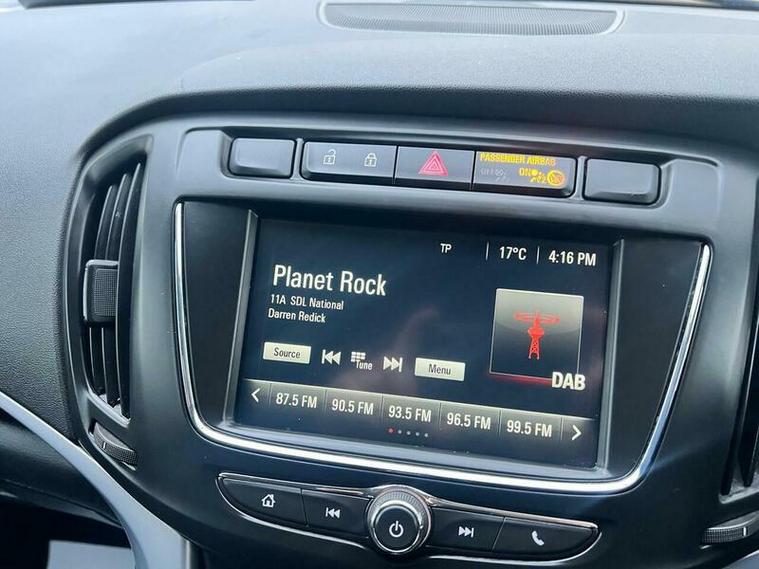 PASSENGER AIRBAG
OFF ON
TP 17°C 4:16 PM
Planet Rock
11A SDL National
Darren Redick
Source Tune Menu
DAB
87.5 FM 90.5 FM 93.5 FM 96.5 FM 99.5 FM